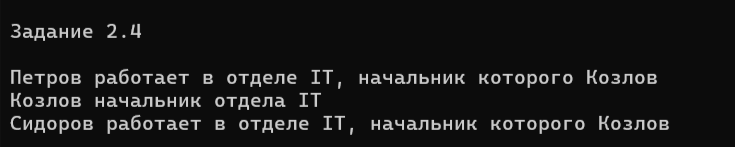 Задание 2.4
Петров работает в отделе IT, начальник которого Козлов
Козлов начальник отдела IT
Сидоров работает в отделе IT, начальник которого Козлов